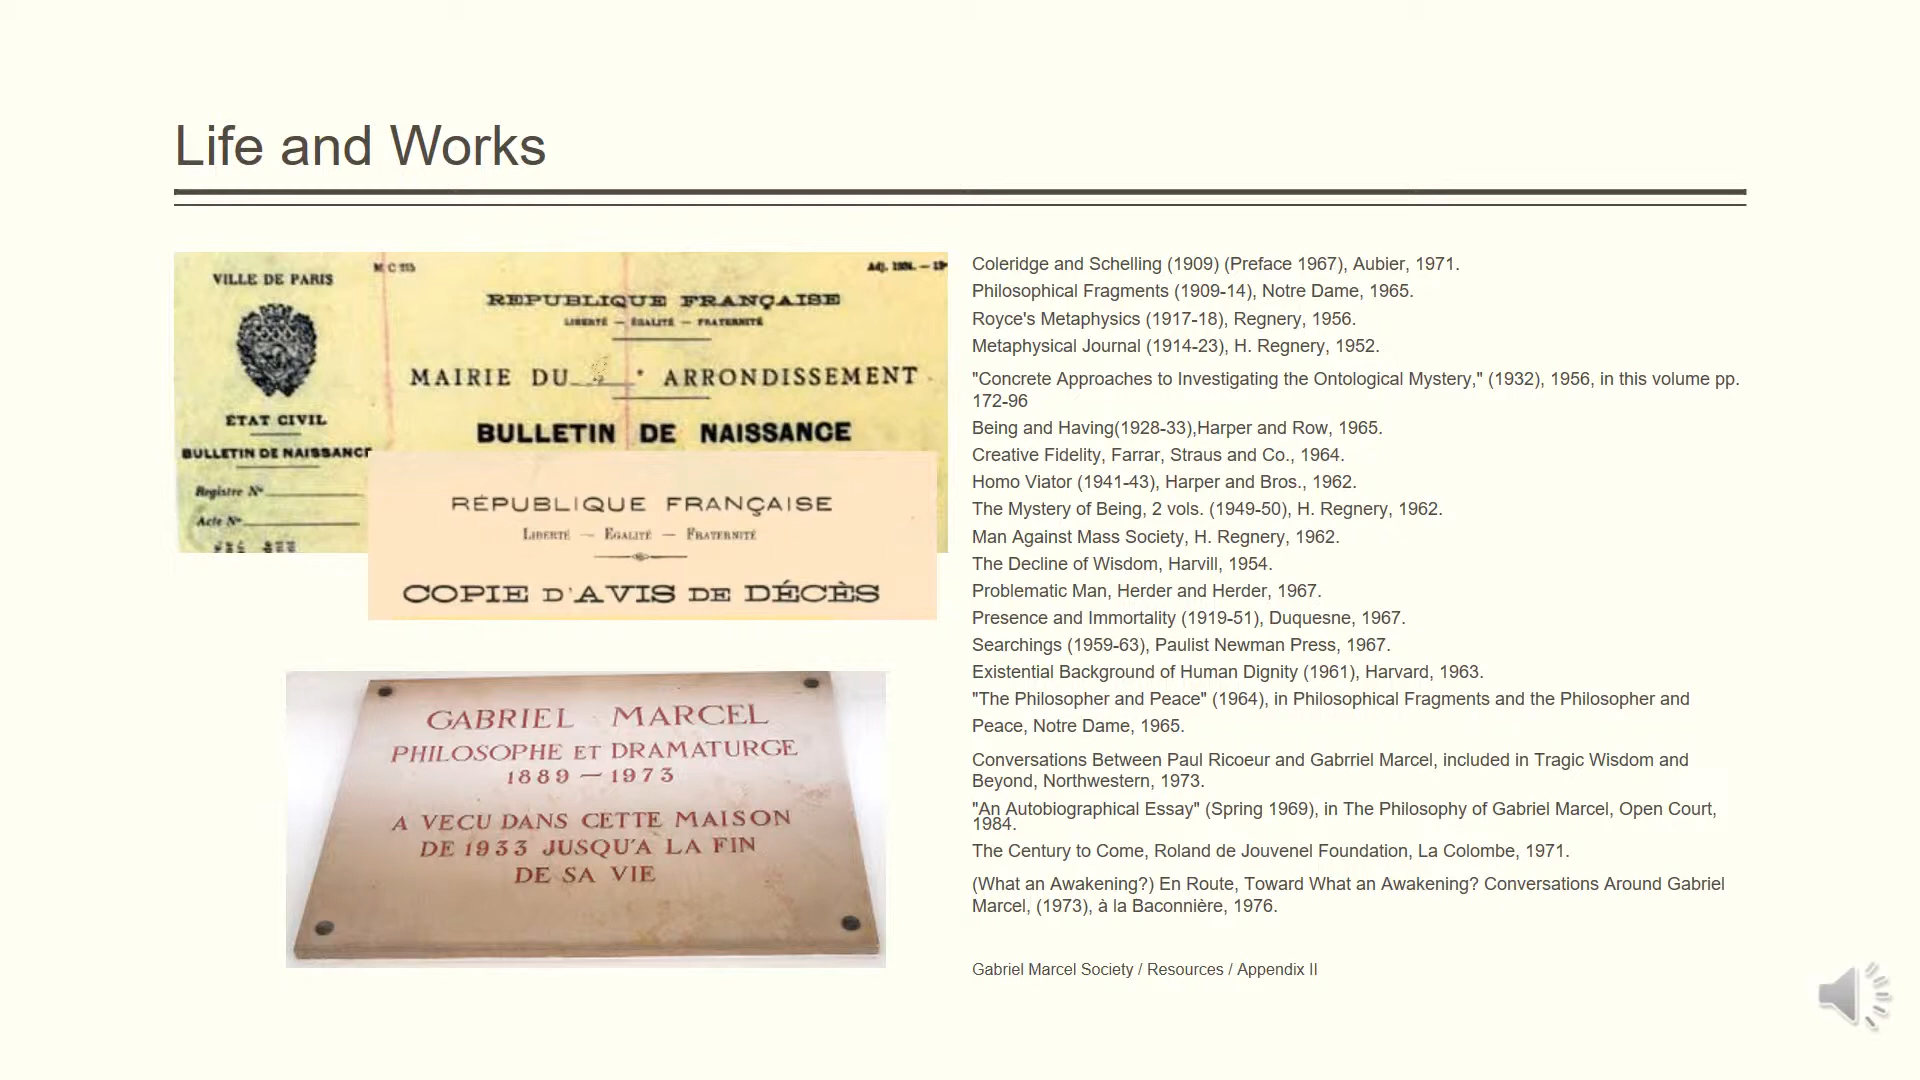 Life and Works
VILLE DE PARIS
ETAT CIVIL
BULLETIN DE NAISSANCE
Registre No
Acte No
REPUBLIQUE FRANÇAISE
LIBERTÉ — ÉGALITÉ — FRATERNITÉ
MAIRIE DU ARRONDISSEMENT
BULLETIN DE NAISSANCE
RÉPUBLIQUE FRANÇAISE
LIBERTÉ — EGALITÉ — FRATERNITÉ
COPIE D'AVIS DE DÉCÈS
GABRIEL MARCEL
PHILOSOPHE ET DRAMATURGE
1889 — 1973
A VECU DANS CETTE MAISON
DE 1933 JUSQU'A LA FIN
DE SA VIE
Coleridge and Schelling (1909) (Preface 1967), Aubier, 1971.
Philosophical Fragments (1909-14), Notre Dame, 1965.
Royce's Metaphysics (1917-18), Regnery, 1956.
Metaphysical Journal (1914-23), H. Regnery, 1952.
"Concrete Approaches to Investigating the Ontological Mystery," (1932), 1956, in this volume pp.
172-96
Being and Having(1928-33),Harper and Row, 1965.
Creative Fidelity, Farrar, Straus and Co., 1964.
Homo Viator (1941-43), Harper and Bros., 1962.
The Mystery of Being, 2 vols. (1949-50), H. Regnery, 1962.
Man Against Mass Society, H. Regnery, 1962.
The Decline of Wisdom, Harvill, 1954.
Problematic Man, Herder and Herder, 1967.
Presence and Immortality (1919-51), Duquesne, 1967.
Searchings (1959-63), Paulist Newman Press, 1967.
Existential Background of Human Dignity (1961), Harvard, 1963.
"The Philosopher and Peace" (1964), in Philosophical Fragments and the Philosopher and
Peace, Notre Dame, 1965.
Conversations Between Paul Ricoeur and Gabrriel Marcel, included in Tragic Wisdom and
Beyond, Northwestern, 1973.
"An Autobiographical Essay" (Spring 1969), in The Philosophy of Gabriel Marcel, Open Court,
1984.
The Century to Come, Roland de Jouvenel Foundation, La Colombe, 1971.
(What an Awakening?) En Route, Toward What an Awakening? Conversations Around Gabriel
Marcel, (1973), à la Baconnière, 1976.
Gabriel Marcel Society / Resources / Appendix II